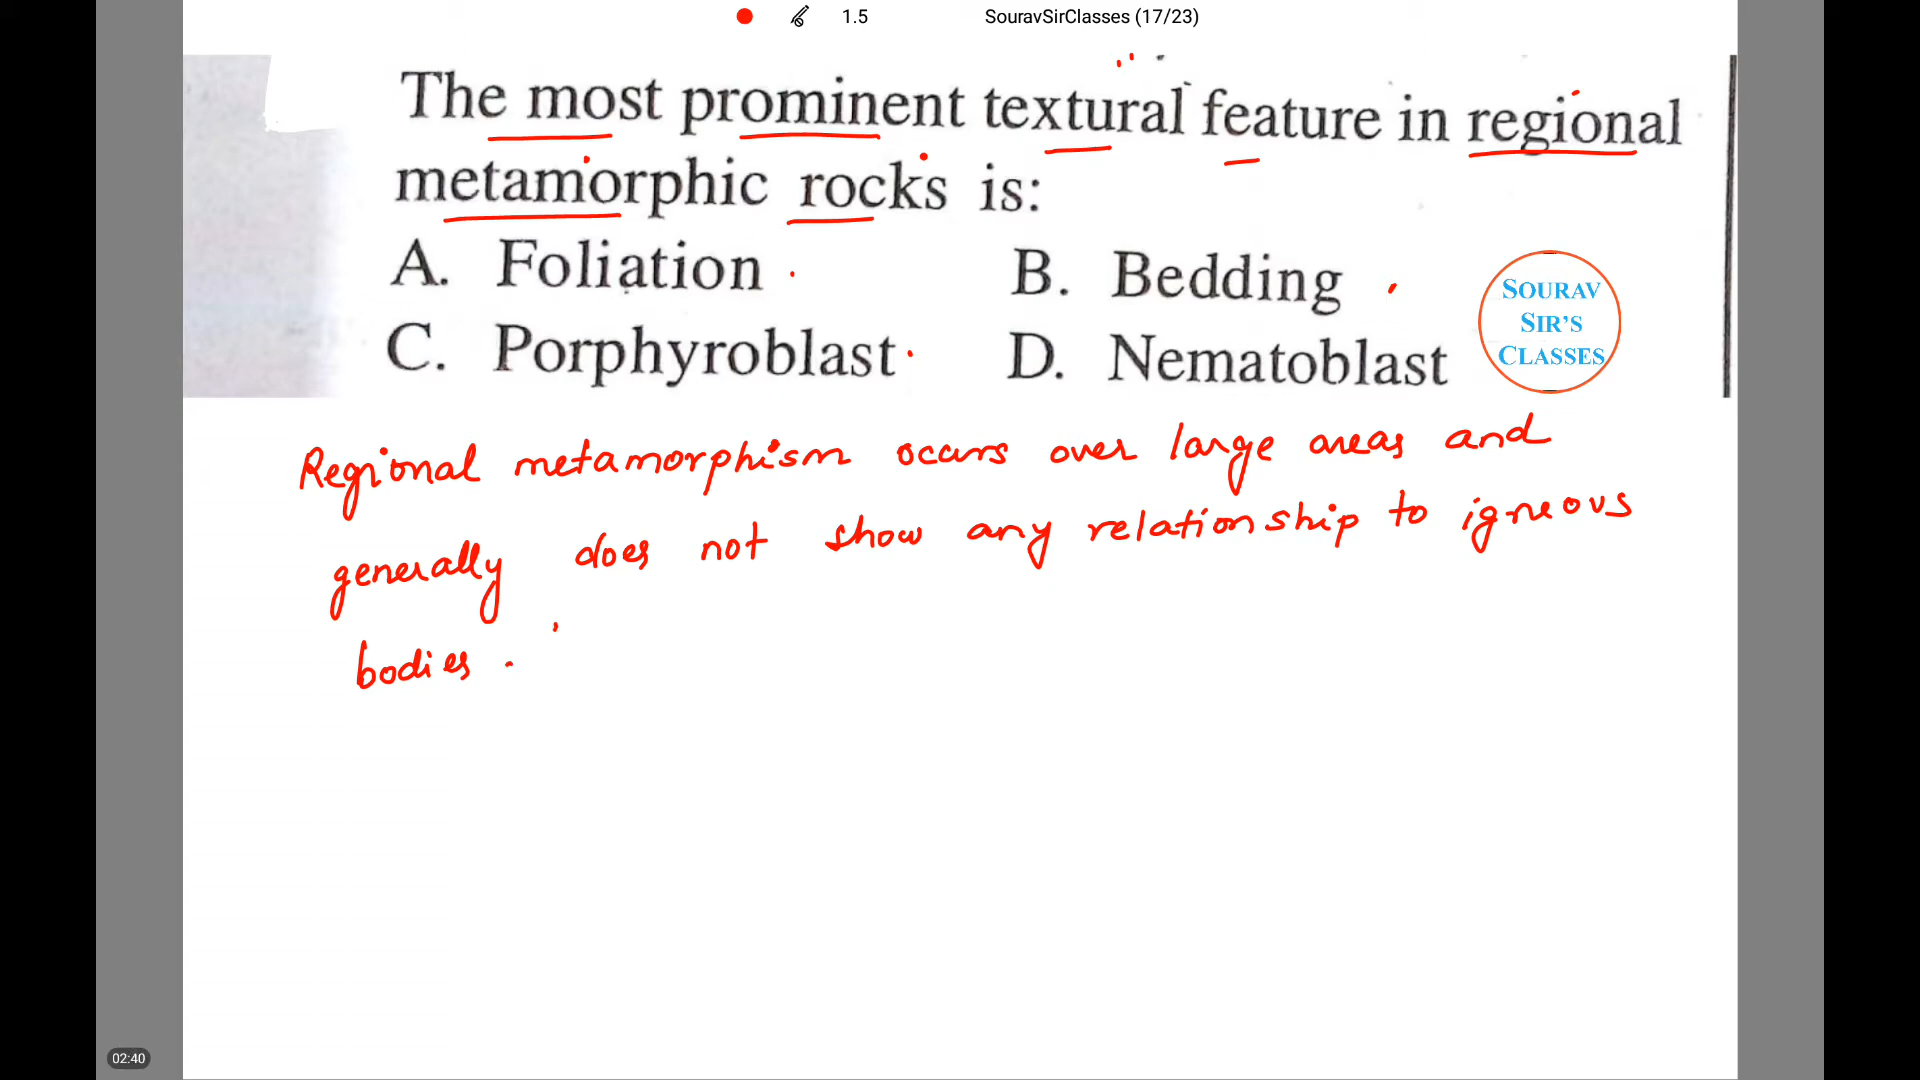 1.5 SouravSirClasses (17/23)
The most prominent textural feature in regional
metamorphic rocks is:
A. Foliation B. Bedding
C. Porphyroblast D. Nematoblast
SOURAV
SIR'S
CLASSES
Regional metamorphism occurs over large areas and
generally does not show any relationship to igneous
bodies.
02:40